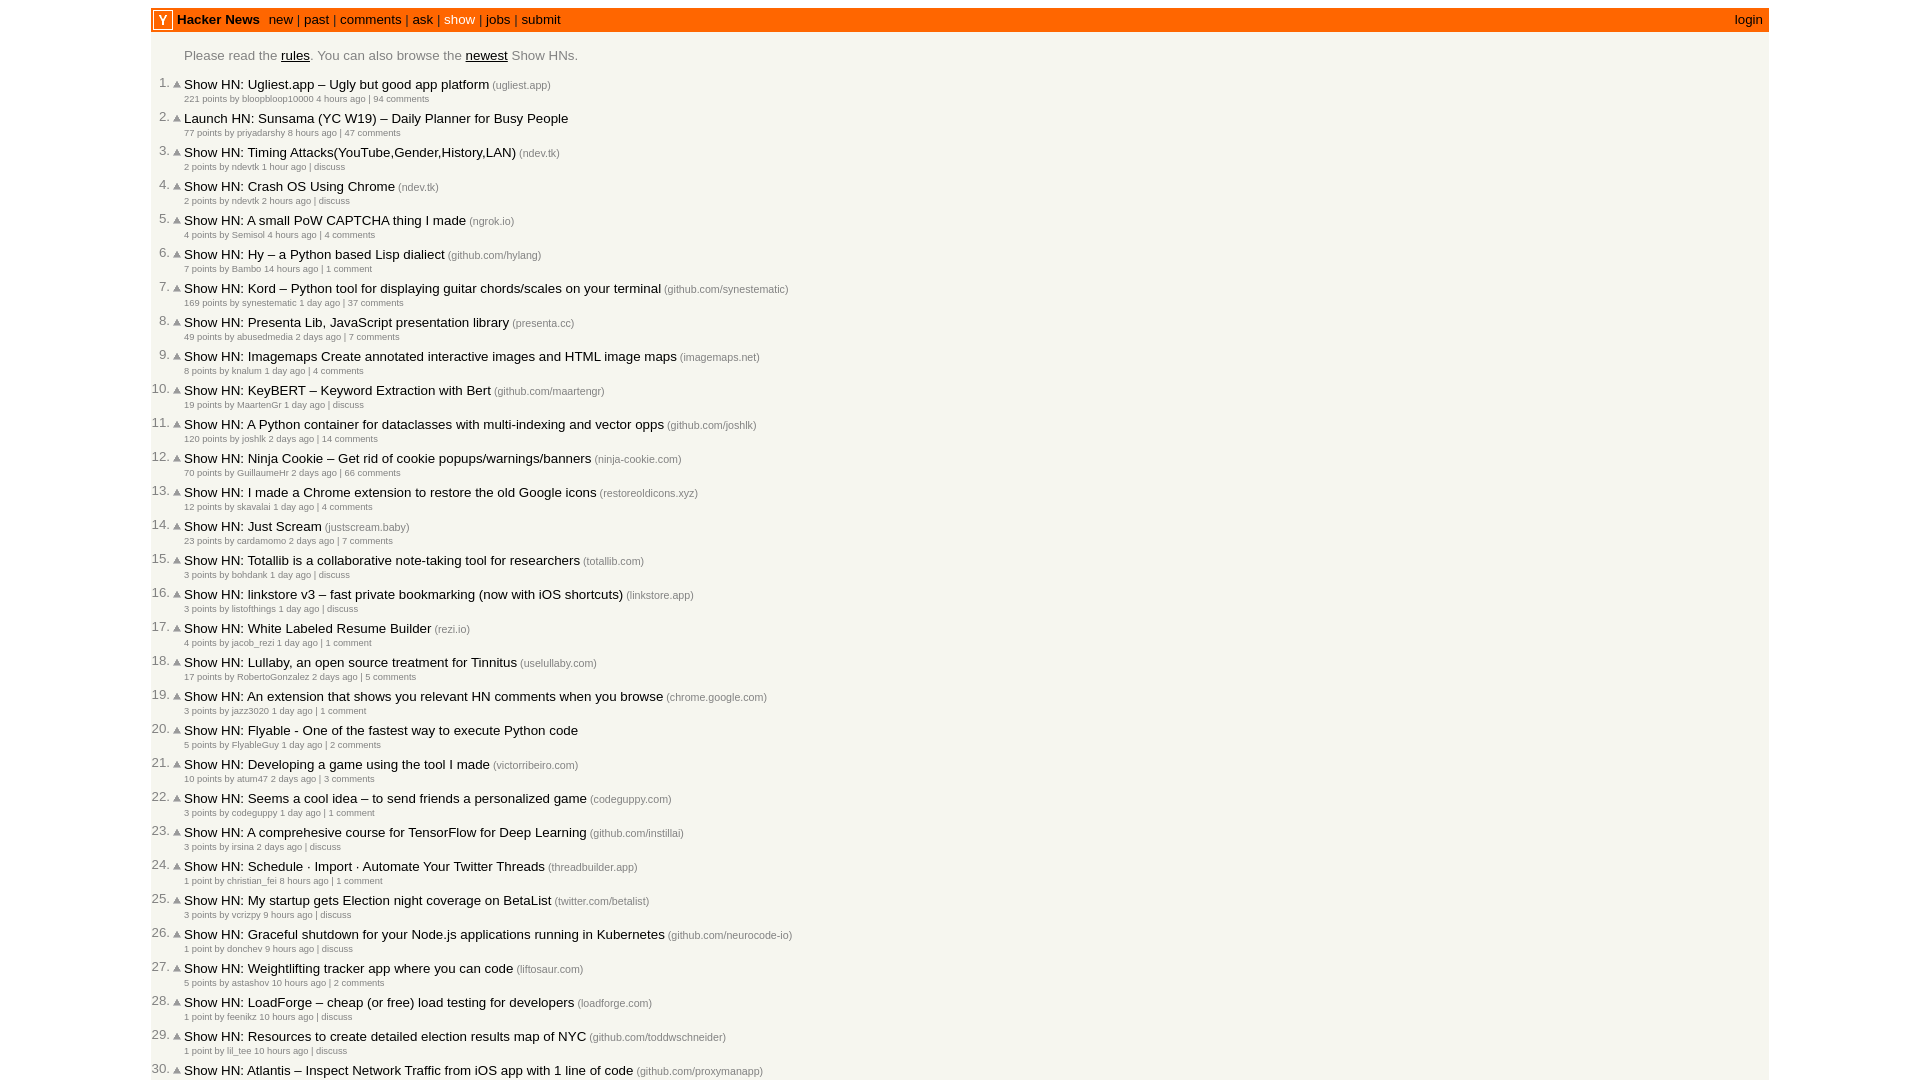 Y Hacker News new | past | comments | ask | show | jobs | submit login
Please read the rules. You can also browse the newest Show HNs.
1. Show HN: Ugliest.app – Ugly but good app platform (ugliest.app)
221 points by bloopbloop10000 4 hours ago | 94 comments
2. Launch HN: Sunsama (YC W19) – Daily Planner for Busy People
77 points by priyadarshy 8 hours ago | 47 comments
3. Show HN: Timing Attacks(YouTube,Gender,History,LAN) (ndev.tk)
2 points by ndevtk 1 hour ago | discuss
4. Show HN: Crash OS Using Chrome (ndev.tk)
2 points by ndevtk 2 hours ago | discuss
5. Show HN: A small PoW CAPTCHA thing I made (ngrok.io)
4 points by Semisol 4 hours ago | 4 comments
6. Show HN: Hy – a Python based Lisp dialiect (github.com/hylang)
7 points by Bambo 14 hours ago | 1 comment
7. Show HN: Kord – Python tool for displaying guitar chords/scales on your terminal (github.com/synestematic)
169 points by synestematic 1 day ago | 37 comments
8. Show HN: Presenta Lib, JavaScript presentation library (presenta.cc)
49 points by abusedmedia 2 days ago | 7 comments
9. Show HN: Imagemaps Create annotated interactive images and HTML image maps (imagemaps.net)
8 points by knalum 1 day ago | 4 comments
10. Show HN: KeyBERT – Keyword Extraction with Bert (github.com/maartengr)
19 points by MaartenGr 1 day ago | discuss
11. Show HN: A Python container for dataclasses with multi-indexing and vector opps (github.com/joshlk)
120 points by joshlk 2 days ago | 14 comments
12. Show HN: Ninja Cookie – Get rid of cookie popups/warnings/banners (ninja-cookie.com)
70 points by GuillaumeHr 2 days ago | 66 comments
13. Show HN: I made a Chrome extension to restore the old Google icons (restoreoldicons.xyz)
12 points by skavalai 1 day ago | 4 comments
14. Show HN: Just Scream (justscream.baby)
23 points by cardamomo 2 days ago | 7 comments
15. Show HN: Totallib is a collaborative note-taking tool for researchers (totallib.com)
3 points by bohdank 1 day ago | discuss
16. Show HN: linkstore v3 – fast private bookmarking (now with iOS shortcuts) (linkstore.app)
3 points by listofthings 1 day ago | discuss
17. Show HN: White Labeled Resume Builder (rezi.io)
4 points by jacob_rezi 1 day ago | 1 comment
18. Show HN: Lullaby, an open source treatment for Tinnitus (uselullaby.com)
17 points by RobertoGonzalez 2 days ago | 5 comments
19. Show HN: An extension that shows you relevant HN comments when you browse (chrome.google.com)
3 points by jazz3020 1 day ago | 1 comment
20. Show HN: Flyable - One of the fastest way to execute Python code
5 points by FlyableGuy 1 day ago | 2 comments
21. Show HN: Developing a game using the tool I made (victorribeiro.com)
10 points by atum47 2 days ago | 3 comments
22. Show HN: Seems a cool idea – to send friends a personalized game (codeguppy.com)
3 points by codeguppy 1 day ago | 1 comment
23. Show HN: A comprehesive course for TensorFlow for Deep Learning (github.com/instillai)
3 points by irsina 2 days ago | discuss
24. Show HN: Schedule · Import · Automate Your Twitter Threads (threadbuilder.app)
1 point by christian_fei 8 hours ago | 1 comment
25. Show HN: My startup gets Election night coverage on BetaList (twitter.com/betalist)
3 points by vcrizpy 9 hours ago | discuss
26. Show HN: Graceful shutdown for your Node.js applications running in Kubernetes (github.com/neurocode-io)
1 point by donchev 9 hours ago | discuss
27. Show HN: Weightlifting tracker app where you can code (liftosaur.com)
5 points by astashov 10 hours ago | 2 comments
28. Show HN: LoadForge – cheap (or free) load testing for developers (loadforge.com)
1 point by feenikz 10 hours ago | discuss
29. Show HN: Resources to create detailed election results map of NYC (github.com/toddwschneider)
1 point by lil_tee 10 hours ago | discuss
30. Show HN: Atlantis – Inspect Network Traffic from iOS app with 1 line of code (github.com/proxymanapp)